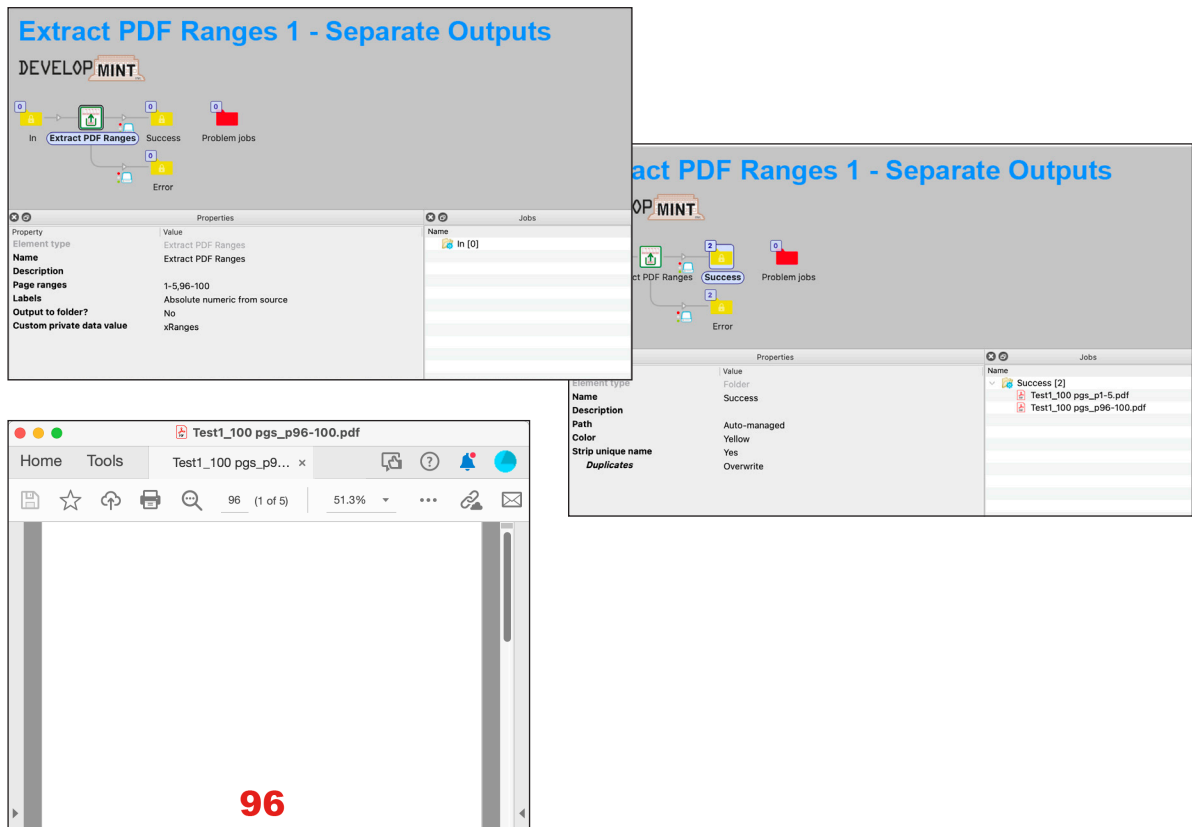 Extract PDF Ranges 1 - Separate Outputs
DEVELOPMINT
0 0 0
In Extract PDF Ranges Success Problem jobs
0
Error
Properties Jobs
Property Value Name
Element type Extract PDF Ranges In [0]
Name Extract PDF Ranges
Description
Page ranges 1-5,96-100
Labels Absolute numeric from source
Output to folder? No
Custom private data value xRanges
act PDF Ranges 1 - Separate Outputs
OPMINT
2 0
ct PDF Ranges Success Problem jobs
2
Error
Properties Jobs
Value Name
Element type Folder Success [2]
Name Success Test1_100 pgs_p1-5.pdf
Description Test1_100 pgs_p96-100.pdf
Path Auto-managed
Color Yellow
Strip unique name Yes
Duplicates Overwrite
Test1_100 pgs_p96-100.pdf
Home Tools Test1_100 pgs_p9... ×
96 (1 of 5) 51.3%
96